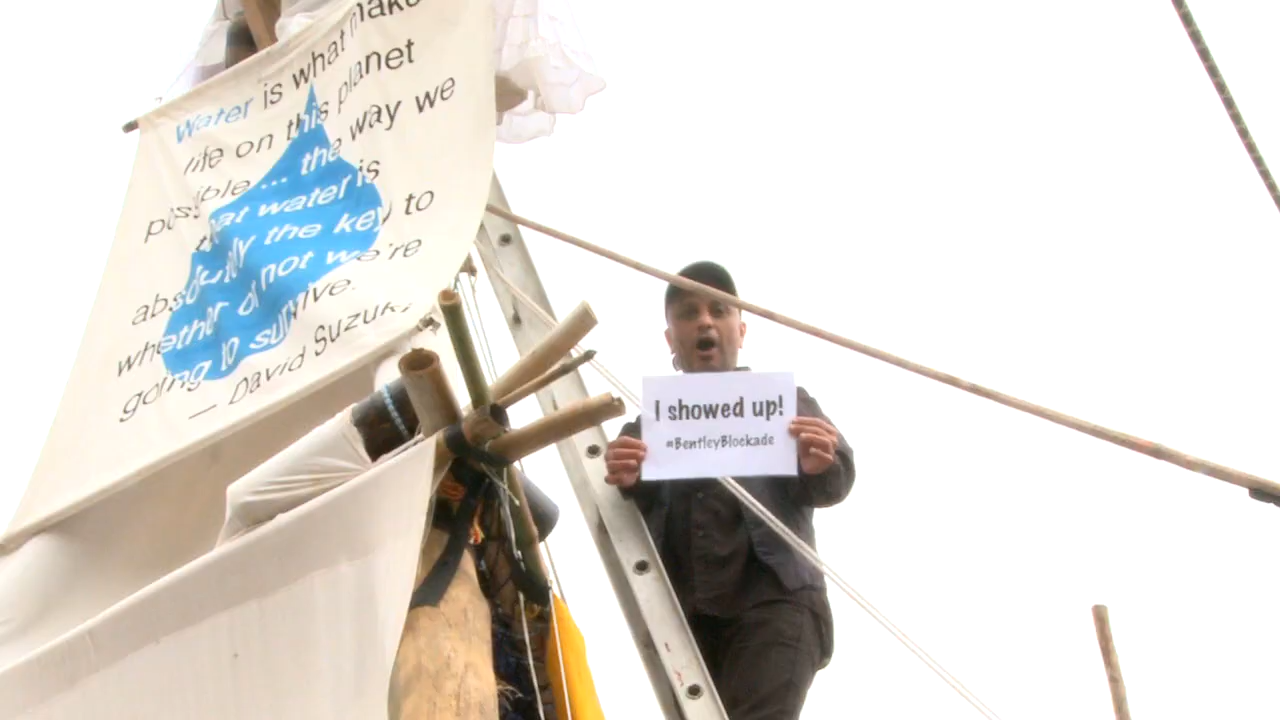 Water is what make
life on this planet
possible ... the way we
treat water is
absolutely the key to
whether or not we're
going to survive.
— David Suzuki
I showed up!
#BentleyBlockade